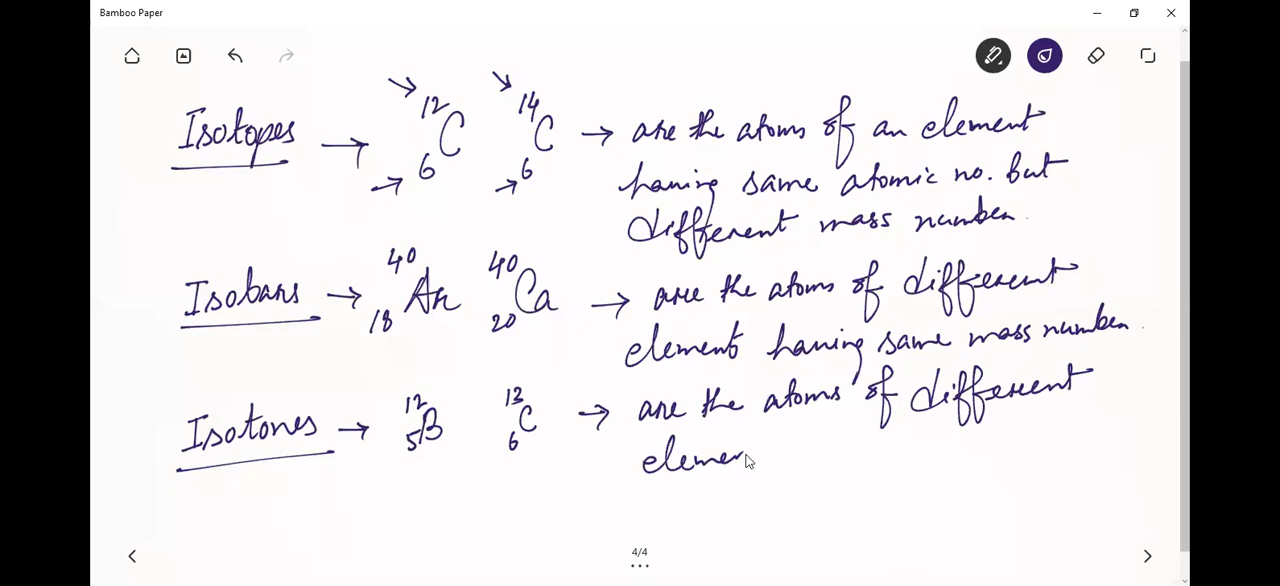 Bamboo Paper
Isotopes → ¹²₆C ¹⁴₆C → are the atoms of an element
having same atomic no. but
different mass number.
Isobars → ⁴⁰₁₈Ar ⁴⁰₂₀Ca → are the atoms of different
element having same mass number.
Isotones → ¹²₅B ¹³₆C → are the atoms of different
elemen
4/4